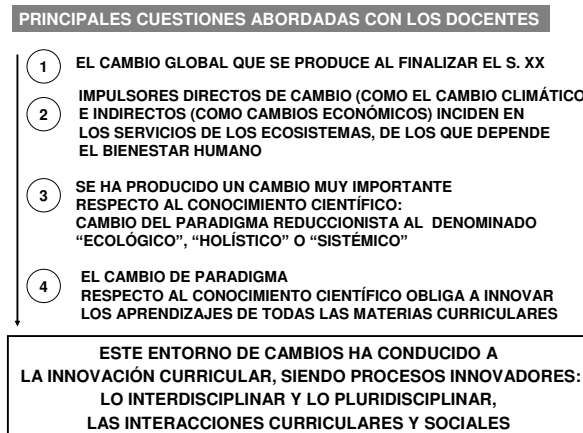 PRINCIPALES CUESTIONES ABORDADAS CON LOS DOCENTES
1 EL CAMBIO GLOBAL QUE SE PRODUCE AL FINALIZAR EL S. XX
IMPULSORES DIRECTOS DE CAMBIO (COMO EL CAMBIO CLIMÁTICO
2 E INDIRECTOS (COMO CAMBIOS ECONÓMICOS) INCIDEN EN
LOS SERVICIOS DE LOS ECOSISTEMAS, DE LOS QUE DEPENDE
EL BIENESTAR HUMANO
3 SE HA PRODUCIDO UN CAMBIO MUY IMPORTANTE
RESPECTO AL CONOCIMIENTO CIENTÍFICO:
CAMBIO DEL PARADIGMA REDUCCIONISTA AL DENOMINADO
“ECOLÓGICO”, “HOLÍSTICO” O “SISTÉMICO”
4 EL CAMBIO DE PARADIGMA
RESPECTO AL CONOCIMIENTO CIENTÍFICO OBLIGA A INNOVAR
LOS APRENDIZAJES DE TODAS LAS MATERIAS CURRICULARES
ESTE ENTORNO DE CAMBIOS HA CONDUCIDO A
LA INNOVACIÓN CURRICULAR, SIENDO PROCESOS INNOVADORES:
LO INTERDISCIPLINAR Y LO PLURIDISCIPLINAR,
LAS INTERACCIONES CURRICULARES Y SOCIALES